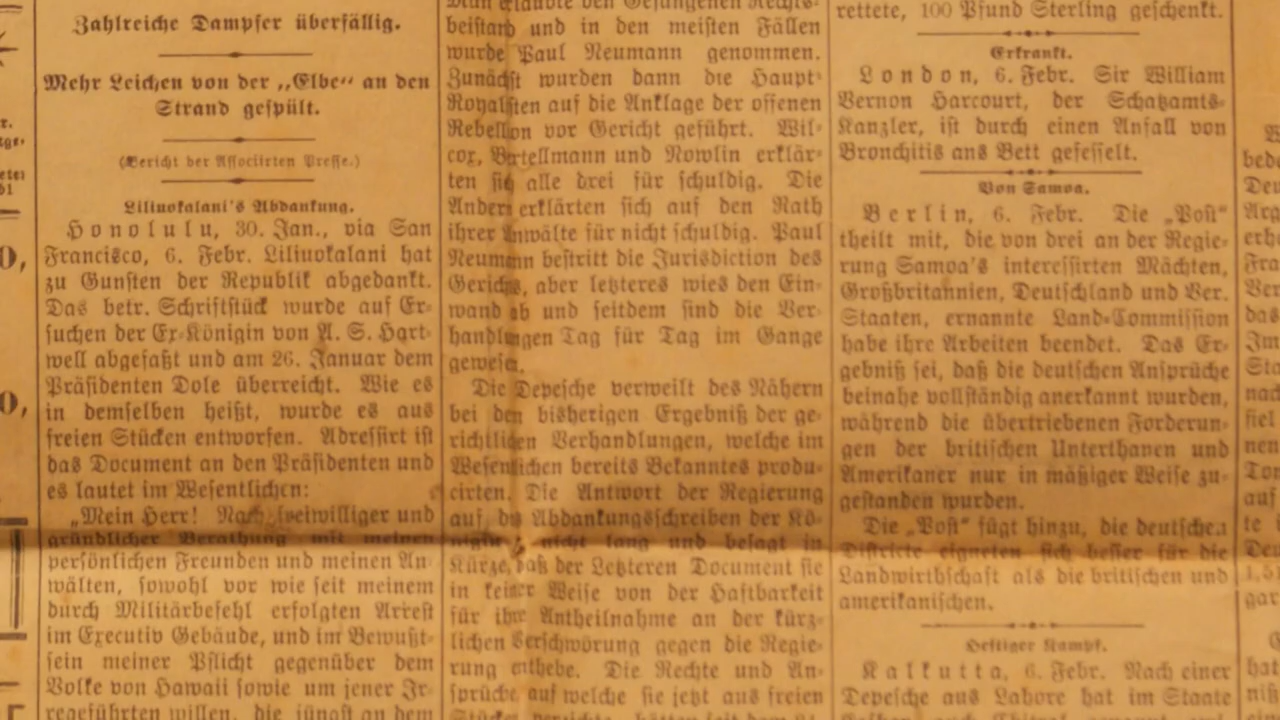 Zahlreiche Dampfer überfällig.
Mehr Leichen von der „Elbe“ an den
Strand gespült.
(Bericht der Associirten Presse.)
Liliuokalani's Abdankung.
Honolulu, 30. Jan., via San
Francisco, 6. Febr. Liliuokalani hat
zu Gunsten der Republik abgedankt.
Das betr. Schriftstück wurde auf Er-
suchen der Ex-Königin von A. S. Hart-
well abgefaßt und am 26. Januar dem
Präsidenten Dole überreicht. Wie es
in demselben heißt, wurde es aus
freien Stücken entworfen. Adressirt ist
das Document an den Präsidenten und
es lautet im Wesentlichen:
„Mein Herr! Nach freiwilliger und
gründlicher Berathung mit meinen
persönlichen Freunden und meinen An-
wälten, sowohl vor wie seit meinem
durch Militärbefehl erfolgten Arrest
im Executiv Gebäude, und im Bewußt-
sein meiner Pflicht gegenüber dem
Volke von Hawaii sowie um jener Ir-
regeführten willen, die jüngst an dem
Man erlaubte den Gefangenen Rechts-
beistand und in den meisten Fällen
wurde Paul Neumann genommen.
Zunächst wurden dann die Haupt-
Royalisten auf die Anklage der offenen
Rebellion vor Gericht geführt. Wil-
cox, Bertellmann und Nowlin erklär-
ten sich alle drei für schuldig. Die
Andern erklärten sich auf den Rath
ihrer Anwälte für nicht schuldig. Paul
Neumann bestritt die Jurisdiction des
Gerichts, aber letzteres wies den Ein-
wand ab und seitdem sind die Ver-
handlungen Tag für Tag im Gange
gewesen.
Die Depesche verweilt des Nähern
bei den bisherigen Ergebniß der ge-
richtlichen Verhandlungen, welche im
Wesentlichen bereits Bekanntes produ-
cirten. Die Antwort der Regierung
auf das Abdankungsschreiben der Kö-
nigin nicht lang und besagt in
Kürze, daß der Letzteren Document sie
in keiner Weise von der Haftbarkeit
für ihre Antheilnahme an der kürz-
lichen Verschwörung gegen die Regie-
rung enthebe. Die Rechte und An-
sprüche auf welche sie jetzt aus freien
rettete, 100 Pfund Sterling geschenkt.
Erkrankt.
London, 6. Febr. Sir William
Vernon Harcourt, der Schatzamts-
Kanzler, ist durch einen Anfall von
Bronchitis ans Bett gefesselt.
Von Samoa.
Berlin, 6. Febr. Die „Post“
theilt mit, die von drei an der Regie-
rung Samoa's interessirten Mächten,
Großbritannien, Deutschland und Ver.
Staaten, ernannte Land-Commission
habe ihre Arbeiten beendet. Das Er-
gebniß sei, daß die deutschen Ansprüche
beinahe vollständig anerkannt wurden,
während die übertriebenen Forderun-
gen der britischen Unterthanen und
Amerikaner nur in mäßiger Weise zu-
gestanden wurden.
Die „Post“ fügt hinzu, die deutschen
Districte eigneten sich besser für die
Landwirthschaft als die britischen und
amerikanischen.
Heftiger Kampf.
Kalkutta, 6. Febr. Nach einer
Depesche aus Lahore hat im Staate